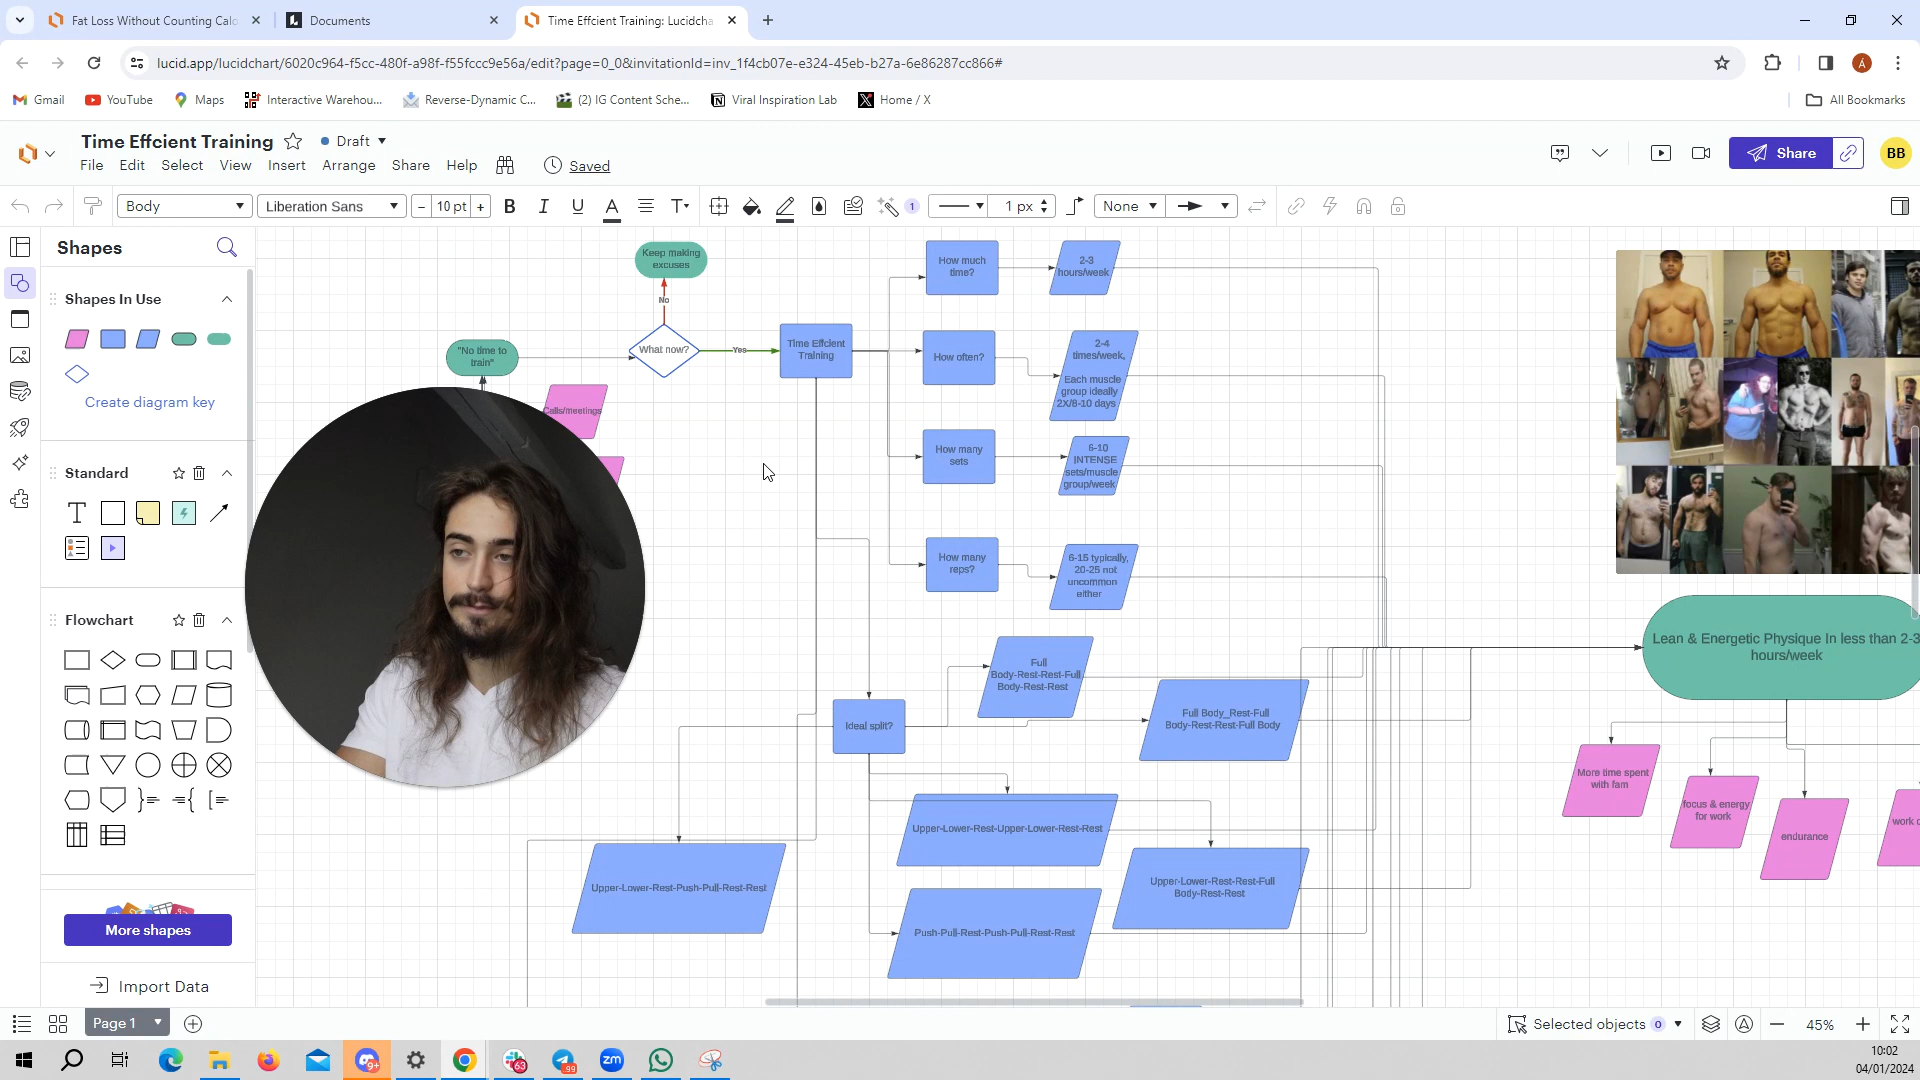 Fat Loss Without Counting Calo
Documents
Time Effcient Training: Lucidcha
lucid.app/lucidchart/6020c964-f5cc-480f-a98f-f55fccc9e56a/edit?page=0_0&invitationId=inv_1f4cb07e-e324-45eb-b27a-6e86287cc866#
Á
Gmail
YouTube
Maps
Interactive Warehou...
Reverse-Dynamic C...
(2) IG Content Sche...
Viral Inspiration Lab
Home / X
All Bookmarks
Time Effcient Training
Draft
File
Edit
Select
View
Insert
Arrange
Share
Help
Saved
Share
BB
Body
Liberation Sans
- 10 pt +
B
I
U
A
T
1
1 px
None
Shapes
Shapes In Use
Create diagram key
Standard
T
Flowchart
More shapes
Import Data
Keep making
excuses
No
"No time to
train"
What now?
Yes
Time Effcient
Training
Calls/meetings
How much
time?
2-3
hours/week
How often?
2-4
times/week,
Each muscle
group ideally
2X/8-10 days
How many
sets
6-10
INTENSE
sets/muscle
group/week
How many
reps?
6-15 typically,
20-25 not
uncommon
either
Ideal split?
Full
Body-Rest-Rest-Full
Body-Rest-Rest
Full Body_Rest-Full
Body-Rest-Rest-Full Body
Upper-Lower-Rest-Upper-Lower-Rest-Rest
Upper-Lower-Rest-Push-Pull-Rest-Rest
Upper-Lower-Rest-Rest-Full
Body-Rest-Rest
Push-Pull-Rest-Push-Pull-Rest-Rest
Lean & Energetic Physique In less than 2-3
hours/week
More time spent
with fam
focus & energy
for work
endurance
Page 1
Selected objects 0
45%
9+
63
99
zm
10:02
04/01/2024